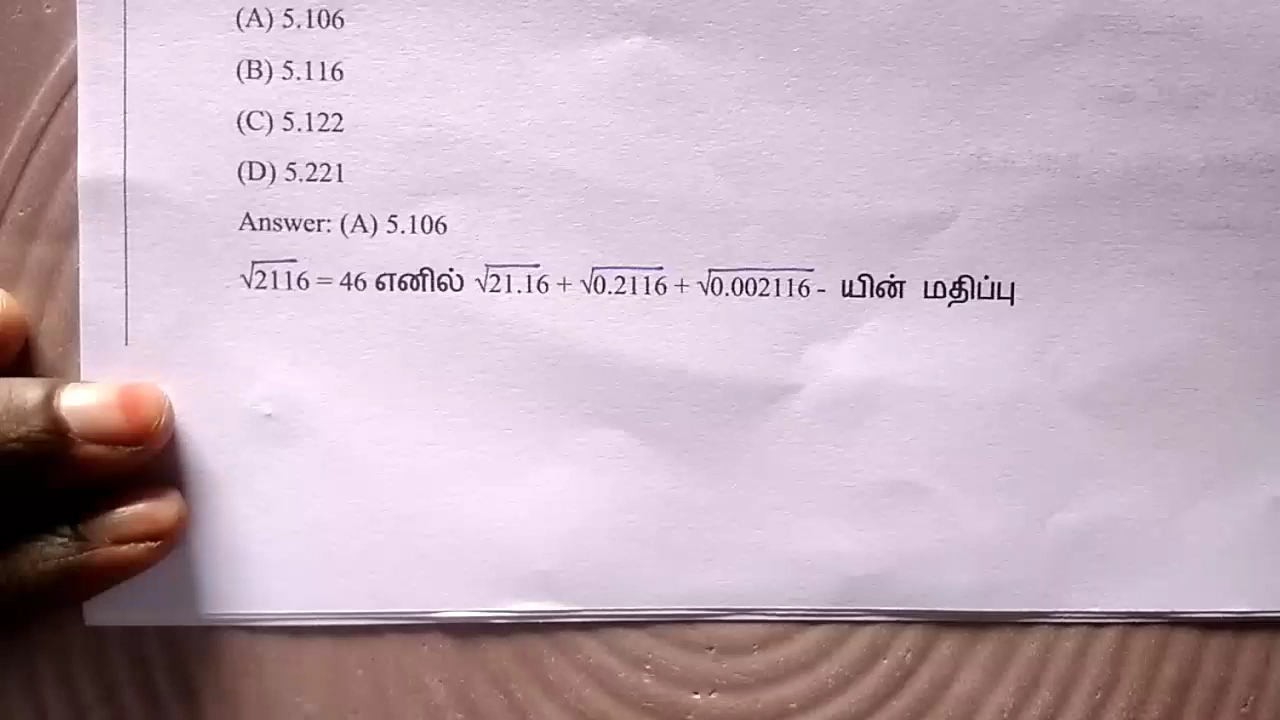 (A) 5.106
(B) 5.116
(C) 5.122
(D) 5.221
Answer: (A) 5.106
√2116 = 46 எனில் √21.16 + √0.2116 + √0.002116 - யின் மதிப்பு